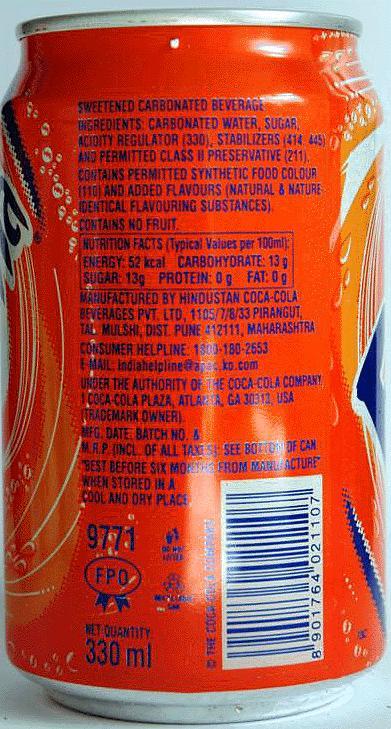 SWEETENED CARBONATED BEVERAGE
INGREDIENTS: CARBONATED WATER, SUGAR,
ACIDITY REGULATOR (330), STABILIZERS (414, 445)
AND PERMITTED CLASS II PRESERVATIVE (211).
CONTAINS PERMITTED SYNTHETIC FOOD COLOUR
(110) AND ADDED FLAVOURS (NATURAL & NATURE-
IDENTICAL FLAVOURING SUBSTANCES).
CONTAINS NO FRUIT.
NUTRITION FACTS (Typical Values per 100ml):
ENERGY: 52 kcal CARBOHYDRATE: 13 g
SUGAR: 13g PROTEIN: 0 g FAT: 0 g
MANUFACTURED BY HINDUSTAN COCA-COLA
BEVERAGES PVT. LTD, 1105/7/8/33 PIRANGUT,
TAL. MULSHI, DIST. PUNE 412111, MAHARASHTRA
CONSUMER HELPLINE: 1800-180-2653
E-MAIL: indiahelpline@apac.ko.com
UNDER THE AUTHORITY OF THE COCA-COLA COMPANY,
1 COCA-COLA PLAZA, ATLANTA, GA 30313, USA
(TRADEMARK OWNER).
MFG. DATE, BATCH NO. &
M.R.P. (INCL. OF ALL TAXES): SEE BOTTOM OF CAN.
"BEST BEFORE SIX MONTHS FROM MANUFACTURE"
WHEN STORED IN A
COOL AND DRY PLACE
9771
FPO
NET QUANTITY
330 ml
© THE COCA-COLA COMPANY
8 901764 021107